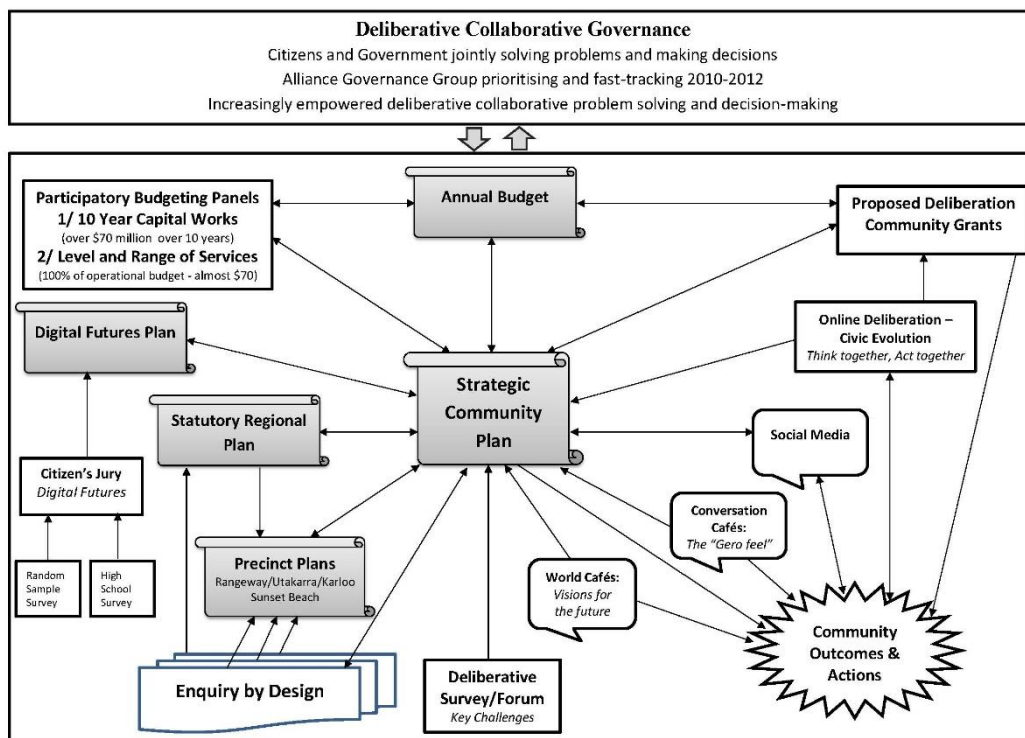 Deliberative Collaborative Governance
Citizens and Government jointly solving problems and making decisions
Alliance Governance Group prioritising and fast-tracking 2010-2012
Increasingly empowered deliberative collaborative problem solving and decision-making
Participatory Budgeting Panels
1/ 10 Year Capital Works
(over $70 million over 10 years)
2/ Level and Range of Services
(100% of operational budget - almost $70)
Annual Budget
Proposed Deliberation
Community Grants
Digital Futures Plan
Online Deliberation –
Civic Evolution
Think together, Act together
Strategic
Community
Plan
Statutory Regional
Plan
Social Media
Citizen's Jury
Digital Futures
Conversation
Cafés:
The "Gero feel"
Random
Sample
Survey
High
School
Survey
Precinct Plans
Rangeway/Utakarra/Karloo
Sunset Beach
World Cafés:
Visions for
the future
Community
Outcomes &
Actions
Enquiry by Design
Deliberative
Survey/Forum
Key Challenges